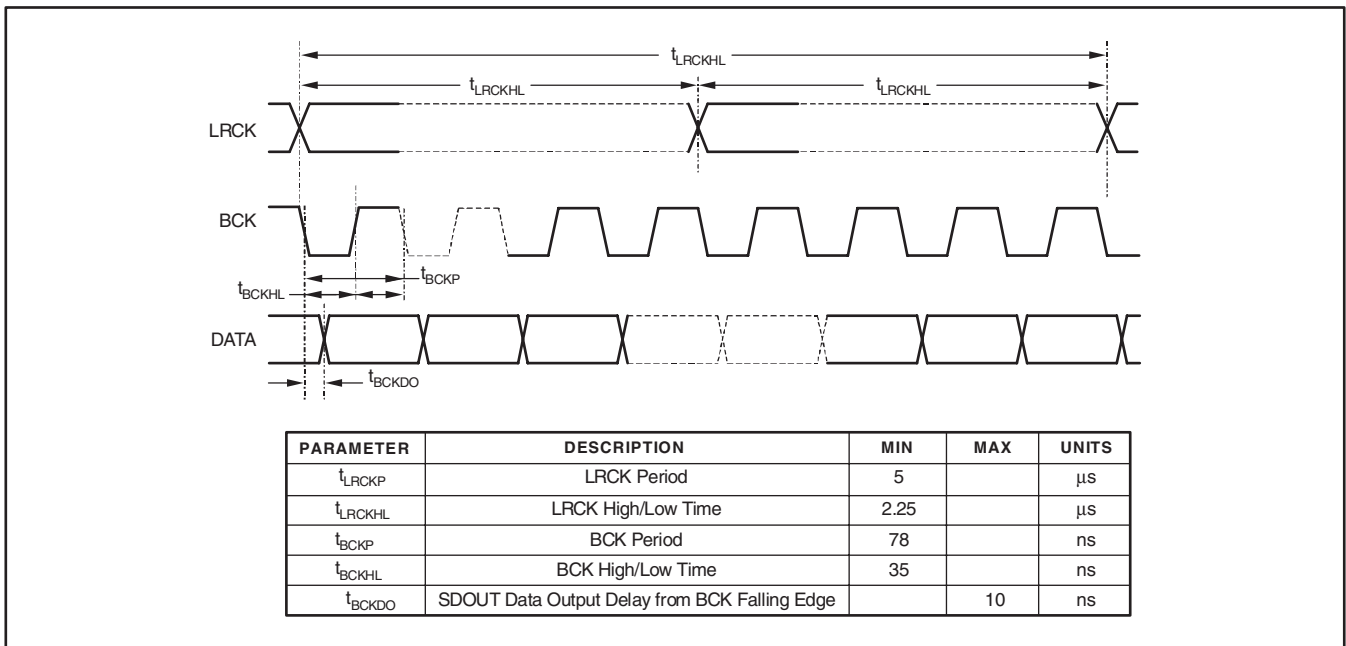 tLRCKHL
tLRCKHL tLRCKHL
LRCK
BCK
tBCKP
tBCKHL
DATA
tBCKDO
PARAMETER DESCRIPTION MIN MAX UNITS
tLRCKP LRCK Period 5 μs
tLRCKHL LRCK High/Low Time 2.25 μs
tBCKP BCK Period 78 ns
tBCKHL BCK High/Low Time 35 ns
tBCKDO SDOUT Data Output Delay from BCK Falling Edge 10 ns